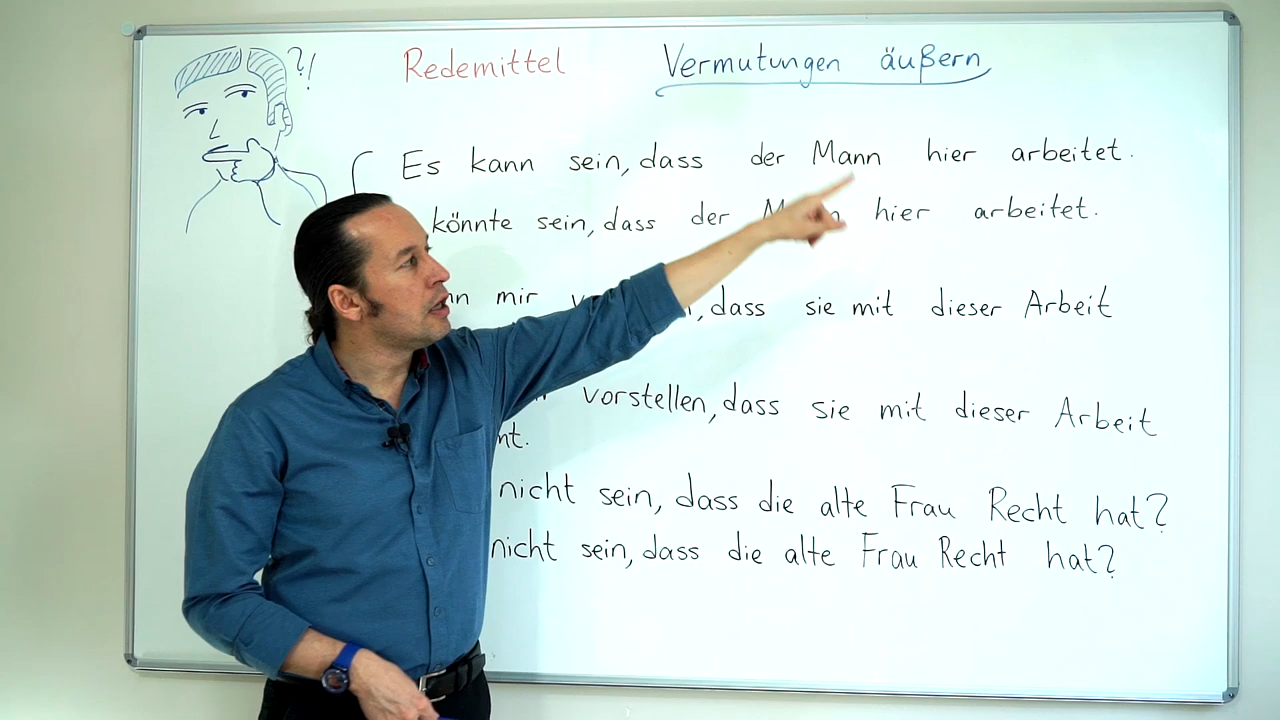 ?!
Redemittel Vermutungen äußern
Es kann sein, dass der Mann hier arbeitet.
könnte sein, dass der hier arbeitet.
mir dass sie mit dieser Arbeit
vorstellen, dass sie mit dieser Arbeit
nicht sein, dass die alte Frau Recht hat?
nicht sein, dass die alte Frau Recht hat?